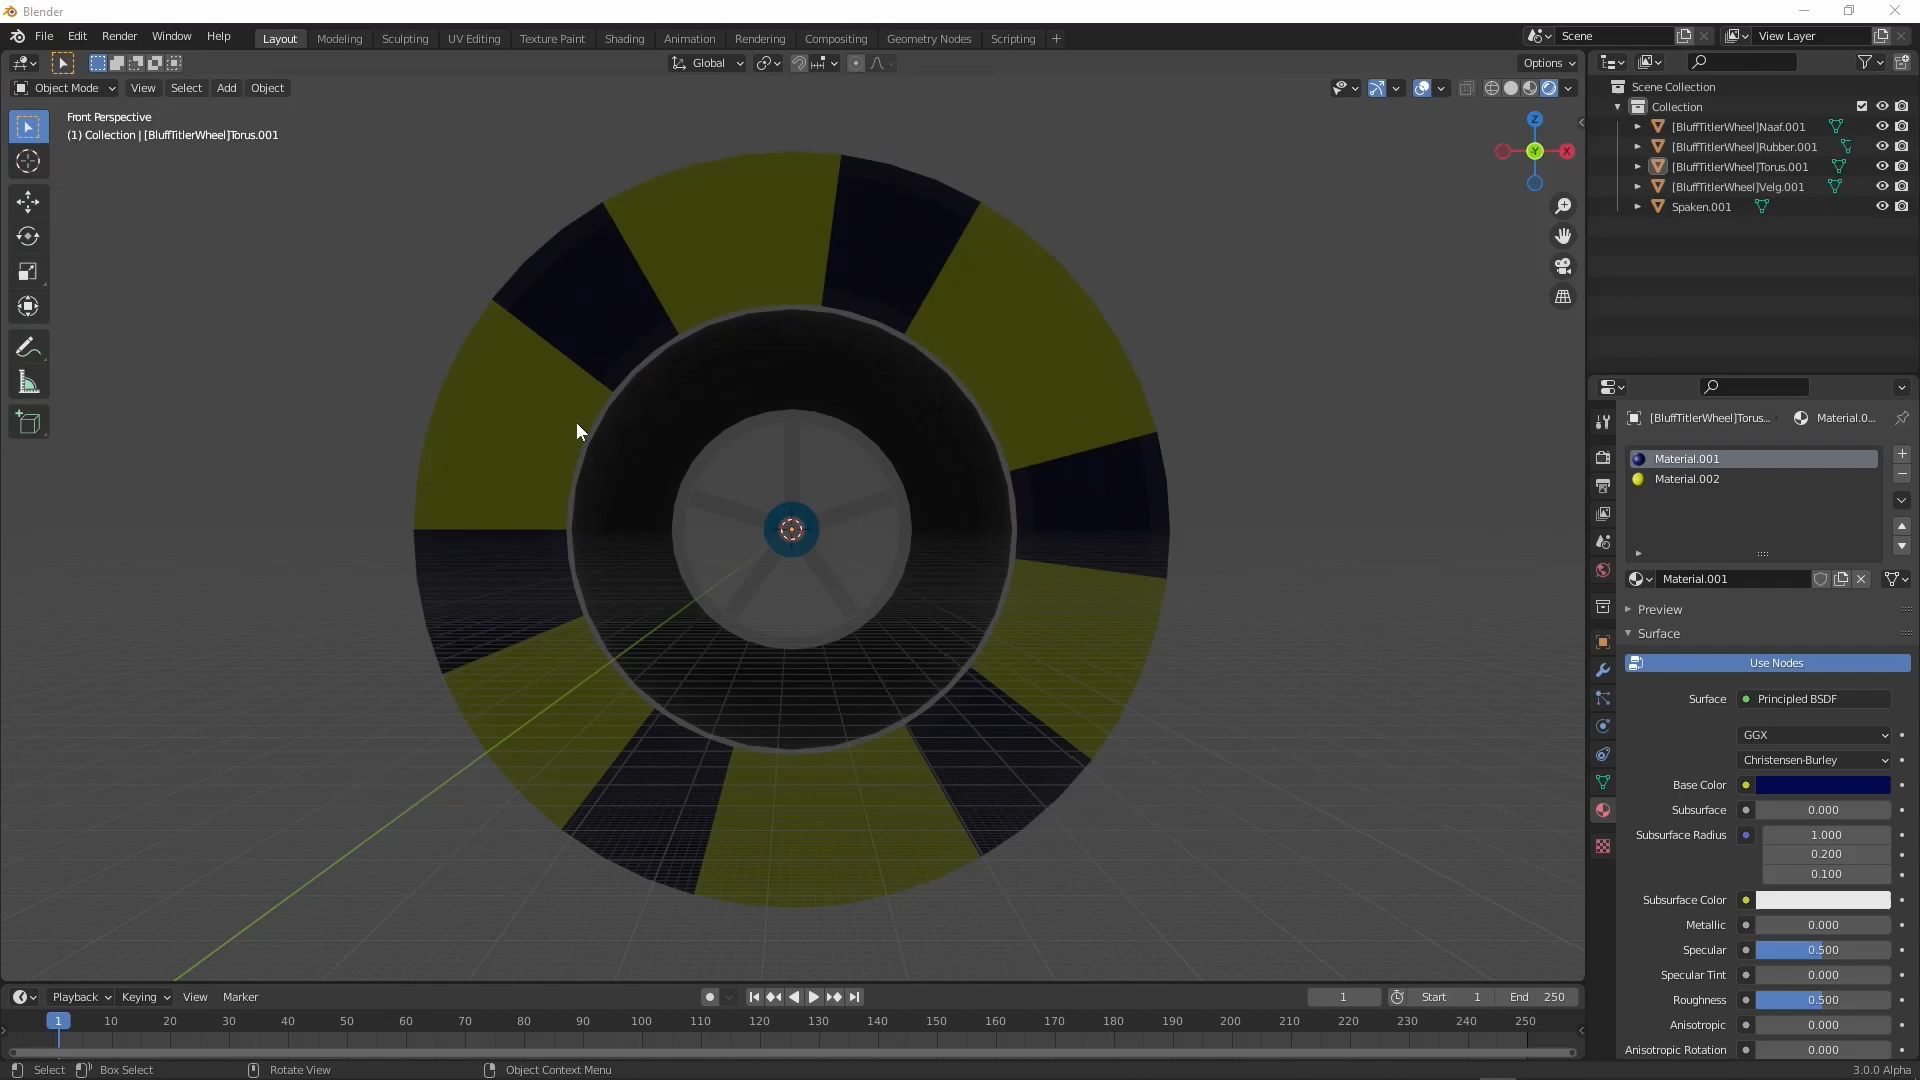 Blender
File Edit Render Window Help Layout Modeling Sculpting UV Editing Texture Paint Shading Animation Rendering Compositing Geometry Nodes Scripting + Scene View Layer
Global Options
Object Mode View Select Add Object
Front Perspective
(1) Collection | [BluffTitlerWheel]Torus.001
Z
Y
X
Scene Collection
Collection
[BluffTitlerWheel]Naaf.001
[BluffTitlerWheel]Rubber.001
[BluffTitlerWheel]Torus.001
[BluffTitlerWheel]Velg.001
Spaken.001
[BluffTitlerWheel]Torus... Material.0...
Material.001
Material.002
Material.001
Preview
Surface
Use Nodes
Surface Principled BSDF
GGX
Christensen-Burley
Base Color
Subsurface 0.000
Subsurface Radius 1.000
0.200
0.100
Subsurface Color
Metallic 0.000
Specular 0.500
Specular Tint 0.000
Roughness 0.500
Anisotropic 0.000
Anisotropic Rotation 0.000
Playback Keying View Marker 1 Start 1 End 250
1 10 20 30 40 50 60 70 80 90 100 110 120 130 140 150 160 170 180 190 200 210 220 230 240 250
Select Box Select Rotate View Object Context Menu 3.0.0 Alpha